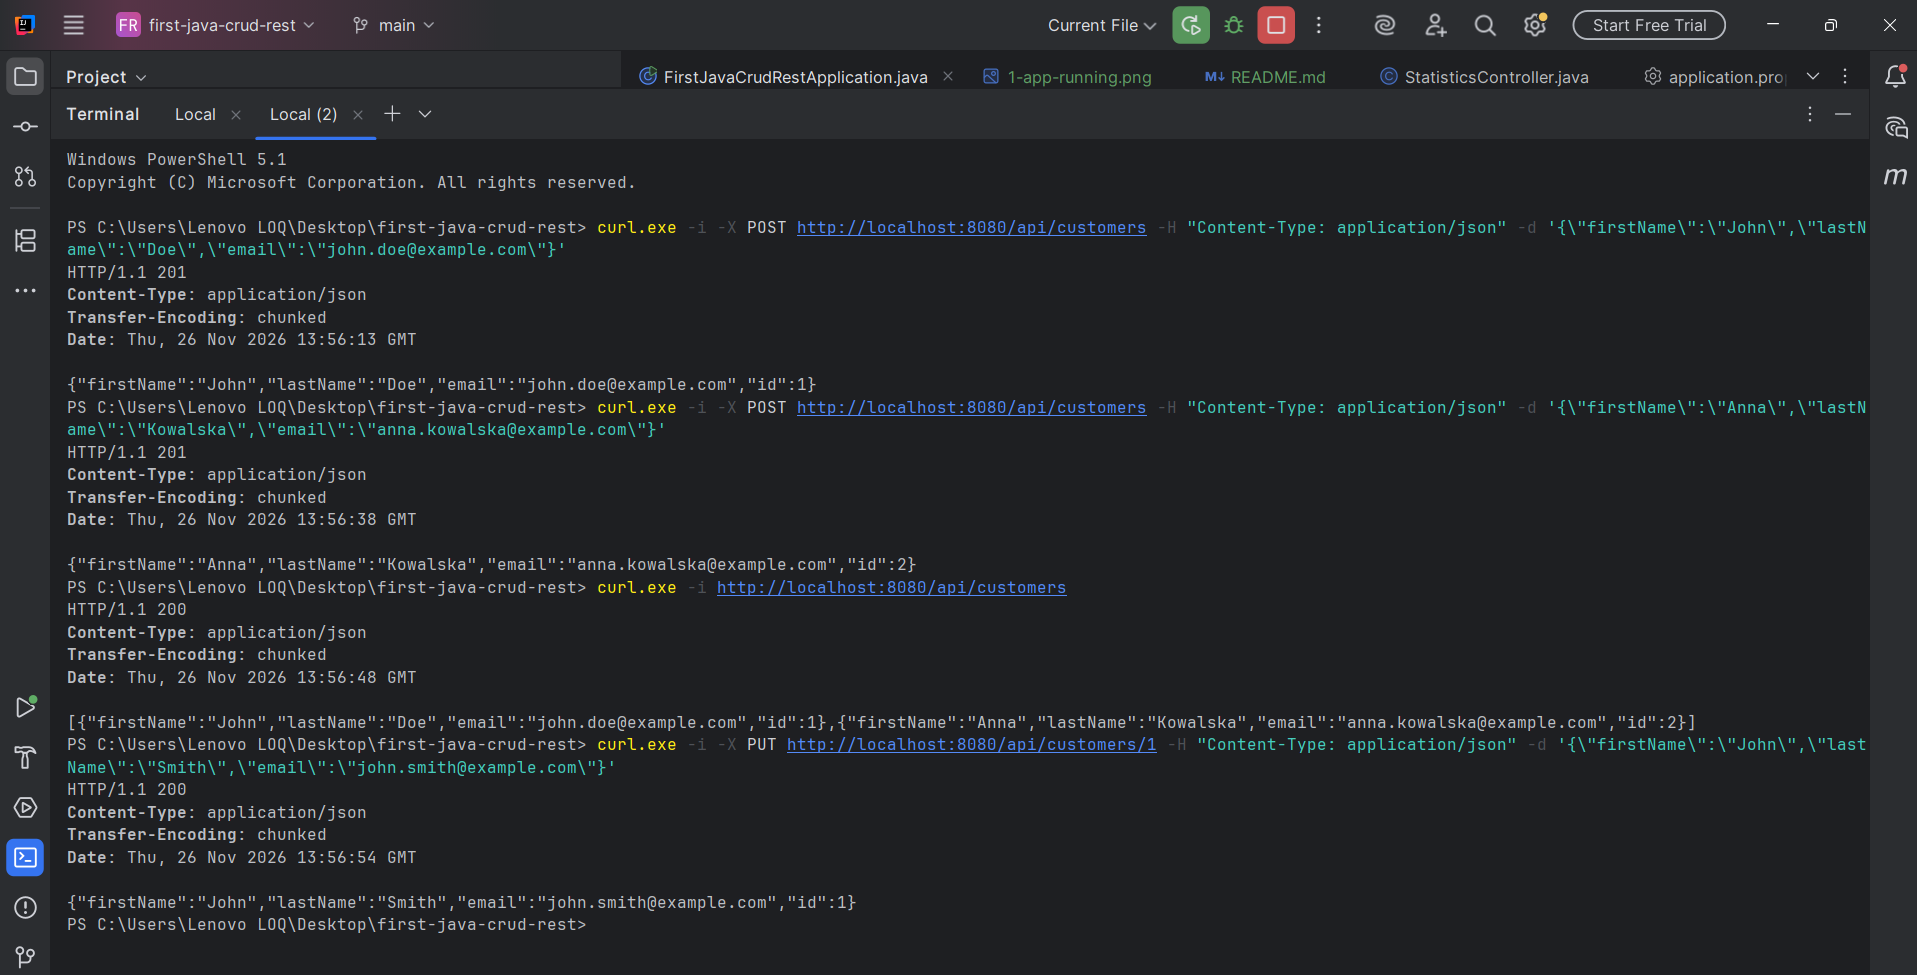 FR first-java-crud-rest main Current File Start Free Trial
Project FirstJavaCrudRestApplication.java 1-app-running.png M↓ README.md StatisticsController.java application.pro
Terminal Local Local (2)
Windows PowerShell 5.1
Copyright (C) Microsoft Corporation. All rights reserved.
PS C:\Users\Lenovo LOQ\Desktop\first-java-crud-rest> curl.exe -i -X POST http://localhost:8080/api/customers -H "Content-Type: application/json" -d '{\"firstName\":\"John\",\"lastN
ame\":\"Doe\",\"email\":\"john.doe@example.com\"}'
HTTP/1.1 201
Content-Type: application/json
Transfer-Encoding: chunked
Date: Thu, 26 Nov 2026 13:56:13 GMT
{"firstName":"John","lastName":"Doe","email":"john.doe@example.com","id":1}
PS C:\Users\Lenovo LOQ\Desktop\first-java-crud-rest> curl.exe -i -X POST http://localhost:8080/api/customers -H "Content-Type: application/json" -d '{\"firstName\":\"Anna\",\"lastN
ame\":\"Kowalska\",\"email\":\"anna.kowalska@example.com\"}'
HTTP/1.1 201
Content-Type: application/json
Transfer-Encoding: chunked
Date: Thu, 26 Nov 2026 13:56:38 GMT
{"firstName":"Anna","lastName":"Kowalska","email":"anna.kowalska@example.com","id":2}
PS C:\Users\Lenovo LOQ\Desktop\first-java-crud-rest> curl.exe -i http://localhost:8080/api/customers
HTTP/1.1 200
Content-Type: application/json
Transfer-Encoding: chunked
Date: Thu, 26 Nov 2026 13:56:48 GMT
[{"firstName":"John","lastName":"Doe","email":"john.doe@example.com","id":1},{"firstName":"Anna","lastName":"Kowalska","email":"anna.kowalska@example.com","id":2}]
PS C:\Users\Lenovo LOQ\Desktop\first-java-crud-rest> curl.exe -i -X PUT http://localhost:8080/api/customers/1 -H "Content-Type: application/json" -d '{\"firstName\":\"John\",\"last
Name\":\"Smith\",\"email\":\"john.smith@example.com\"}'
HTTP/1.1 200
Content-Type: application/json
Transfer-Encoding: chunked
Date: Thu, 26 Nov 2026 13:56:54 GMT
{"firstName":"John","lastName":"Smith","email":"john.smith@example.com","id":1}
PS C:\Users\Lenovo LOQ\Desktop\first-java-crud-rest>